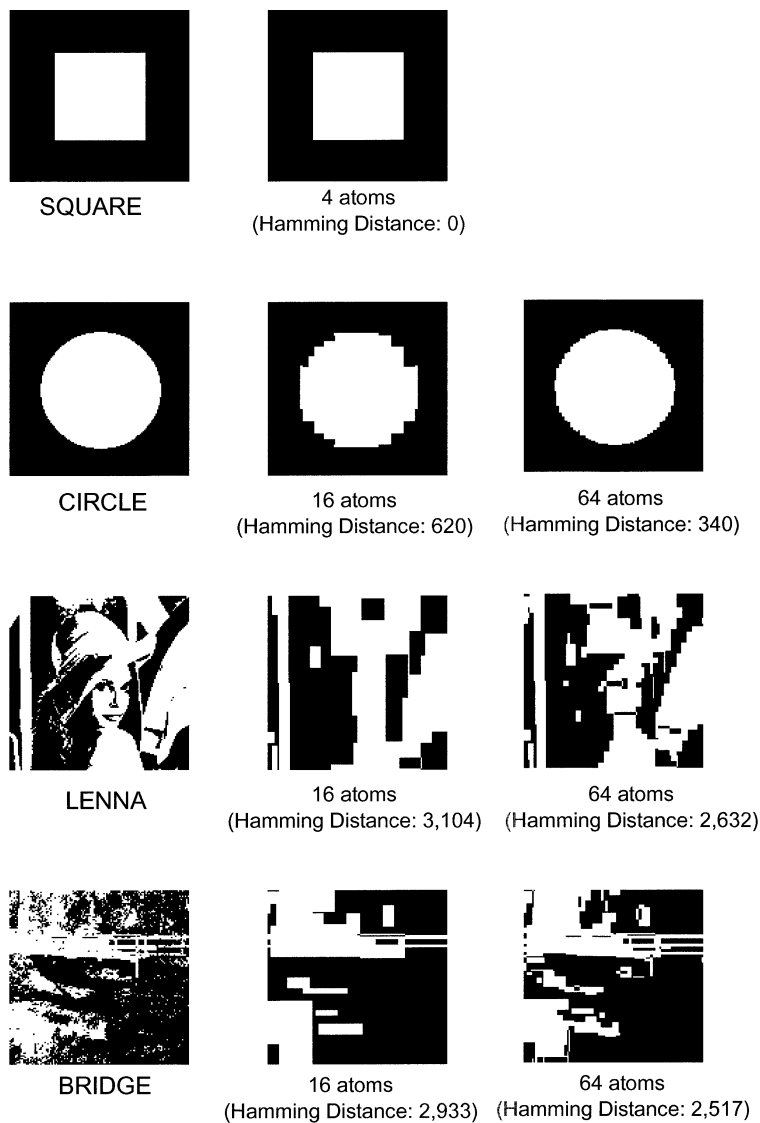 SQUARE
4 atoms
(Hamming Distance: 0)
CIRCLE
16 atoms
(Hamming Distance: 620)
64 atoms
(Hamming Distance: 340)
LENNA
16 atoms
(Hamming Distance: 3,104)
64 atoms
(Hamming Distance: 2,632)
BRIDGE
16 atoms
(Hamming Distance: 2,933)
64 atoms
(Hamming Distance: 2,517)